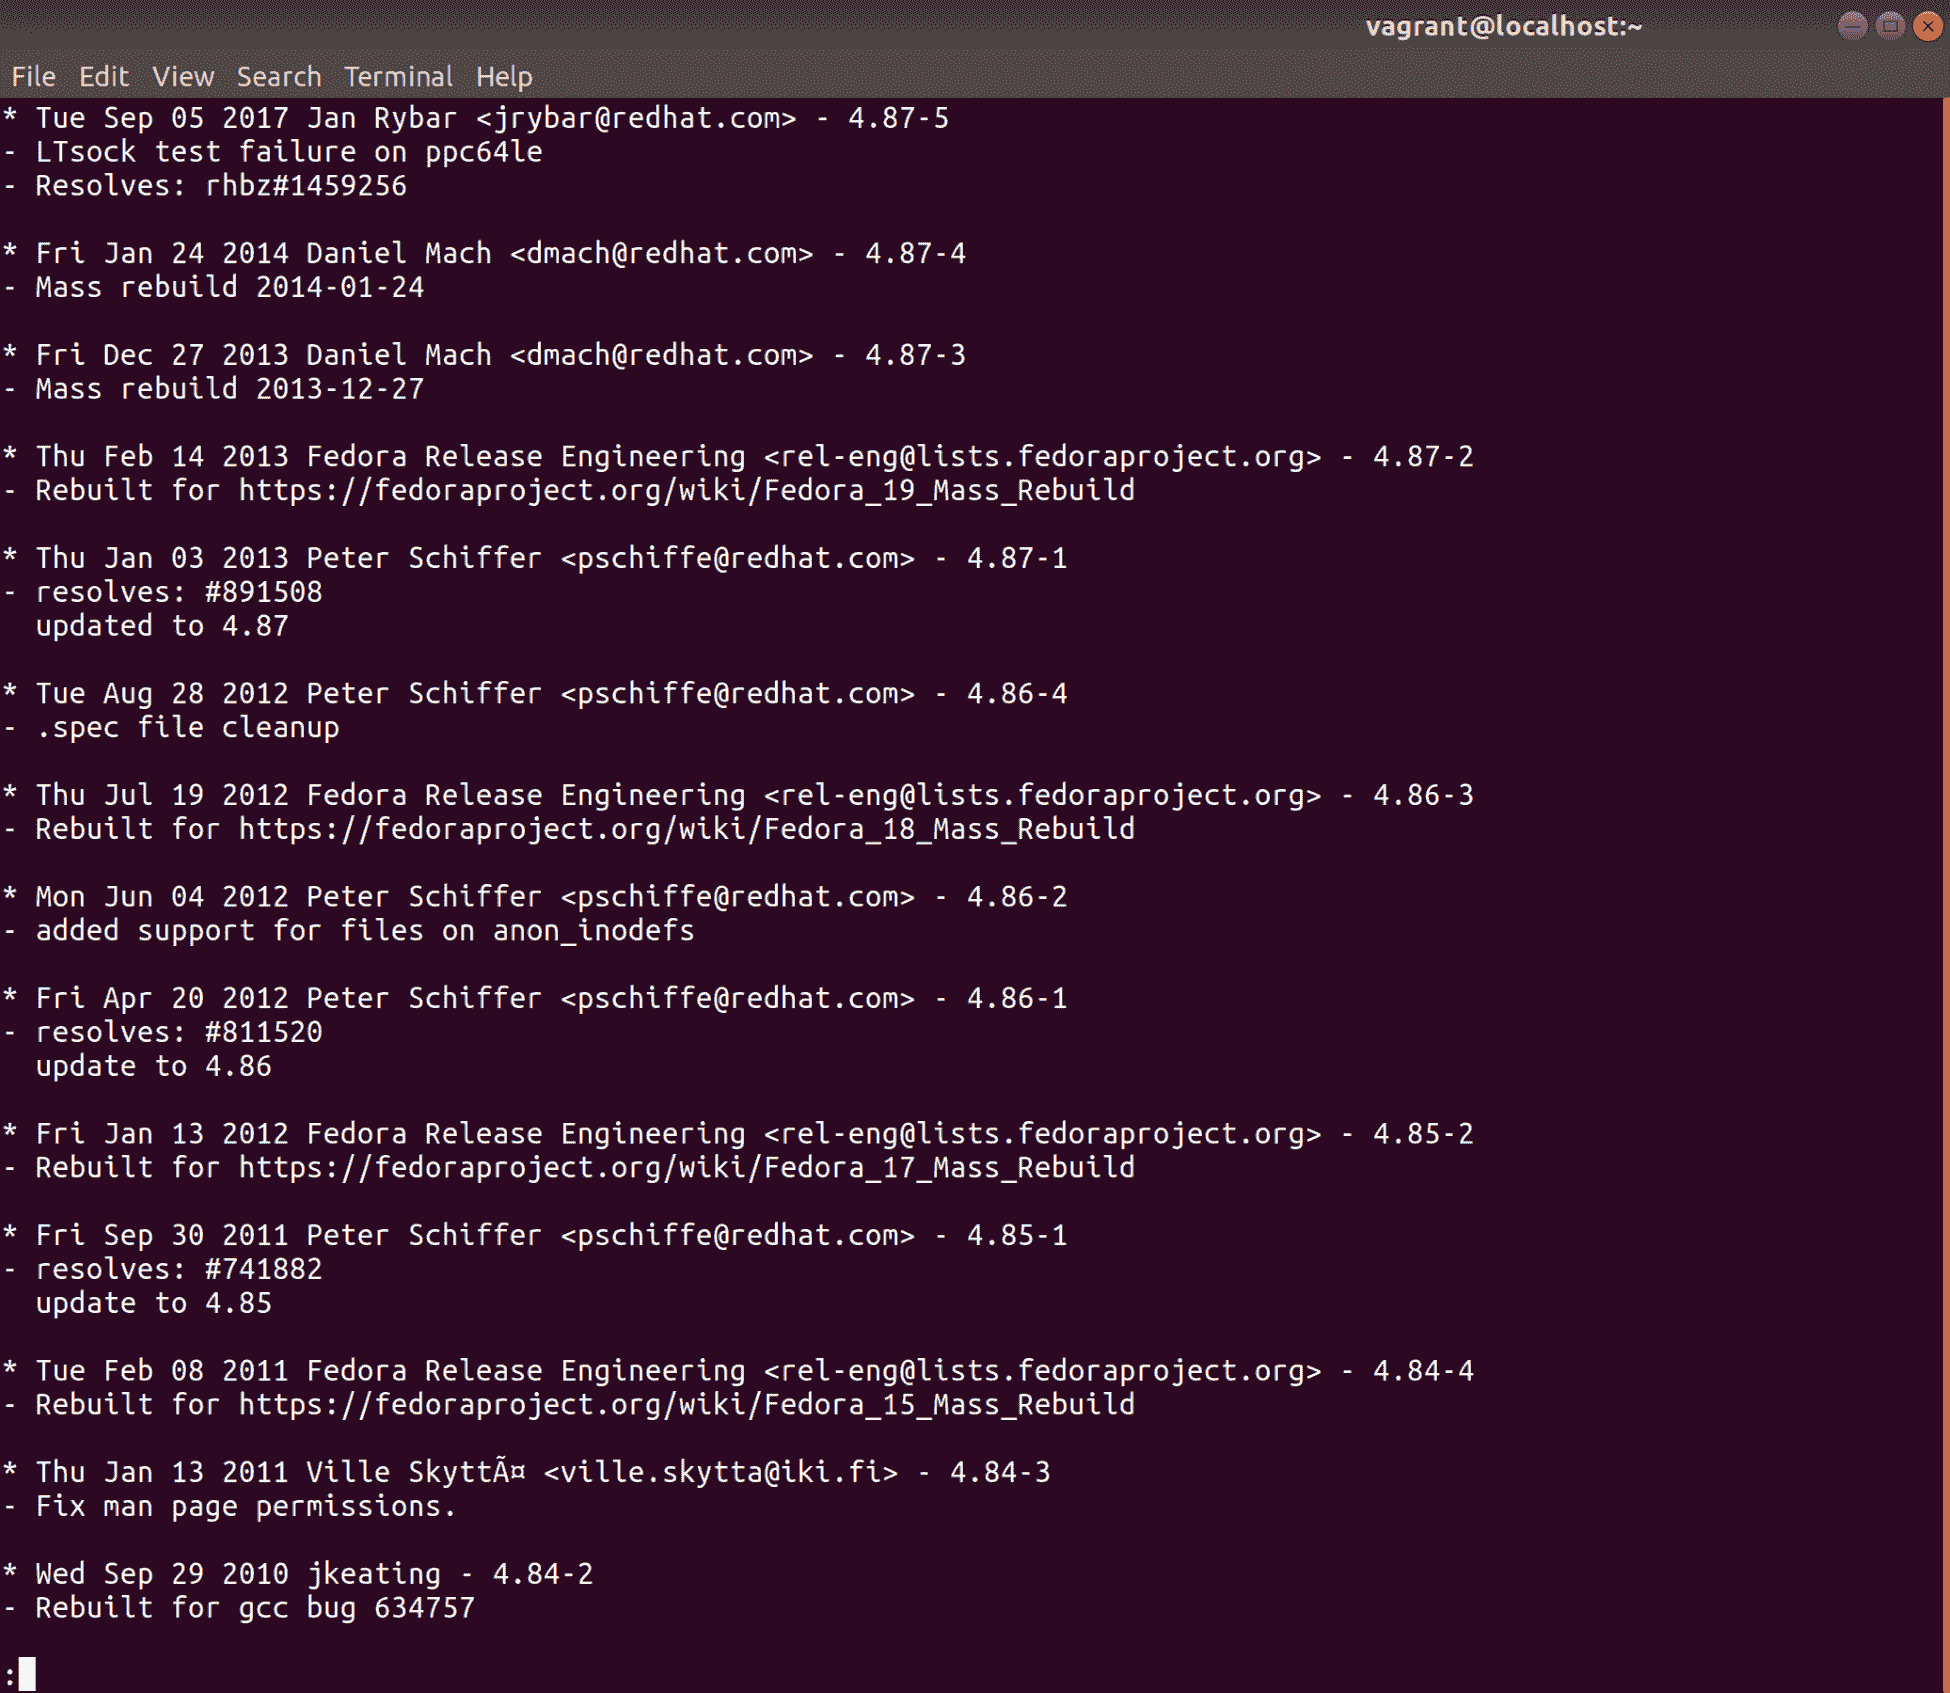 vagrant@localhost:~
File Edit View Search Terminal Help
* Tue Sep 05 2017 Jan Rybar <jrybar@redhat.com> - 4.87-5
- LTsock test failure on ppc64le
- Resolves: rhbz#1459256
* Fri Jan 24 2014 Daniel Mach <dmach@redhat.com> - 4.87-4
- Mass rebuild 2014-01-24
* Fri Dec 27 2013 Daniel Mach <dmach@redhat.com> - 4.87-3
- Mass rebuild 2013-12-27
* Thu Feb 14 2013 Fedora Release Engineering <rel-eng@lists.fedoraproject.org> - 4.87-2
- Rebuilt for https://fedoraproject.org/wiki/Fedora_19_Mass_Rebuild
* Thu Jan 03 2013 Peter Schiffer <pschiffe@redhat.com> - 4.87-1
- resolves: #891508
  updated to 4.87
* Tue Aug 28 2012 Peter Schiffer <pschiffe@redhat.com> - 4.86-4
- .spec file cleanup
* Thu Jul 19 2012 Fedora Release Engineering <rel-eng@lists.fedoraproject.org> - 4.86-3
- Rebuilt for https://fedoraproject.org/wiki/Fedora_18_Mass_Rebuild
* Mon Jun 04 2012 Peter Schiffer <pschiffe@redhat.com> - 4.86-2
- added support for files on anon_inodefs
* Fri Apr 20 2012 Peter Schiffer <pschiffe@redhat.com> - 4.86-1
- resolves: #811520
  update to 4.86
* Fri Jan 13 2012 Fedora Release Engineering <rel-eng@lists.fedoraproject.org> - 4.85-2
- Rebuilt for https://fedoraproject.org/wiki/Fedora_17_Mass_Rebuild
* Fri Sep 30 2011 Peter Schiffer <pschiffe@redhat.com> - 4.85-1
- resolves: #741882
  update to 4.85
* Tue Feb 08 2011 Fedora Release Engineering <rel-eng@lists.fedoraproject.org> - 4.84-4
- Rebuilt for https://fedoraproject.org/wiki/Fedora_15_Mass_Rebuild
* Thu Jan 13 2011 Ville SkyttÃ¤ <ville.skytta@iki.fi> - 4.84-3
- Fix man page permissions.
* Wed Sep 29 2010 jkeating - 4.84-2
- Rebuilt for gcc bug 634757
: